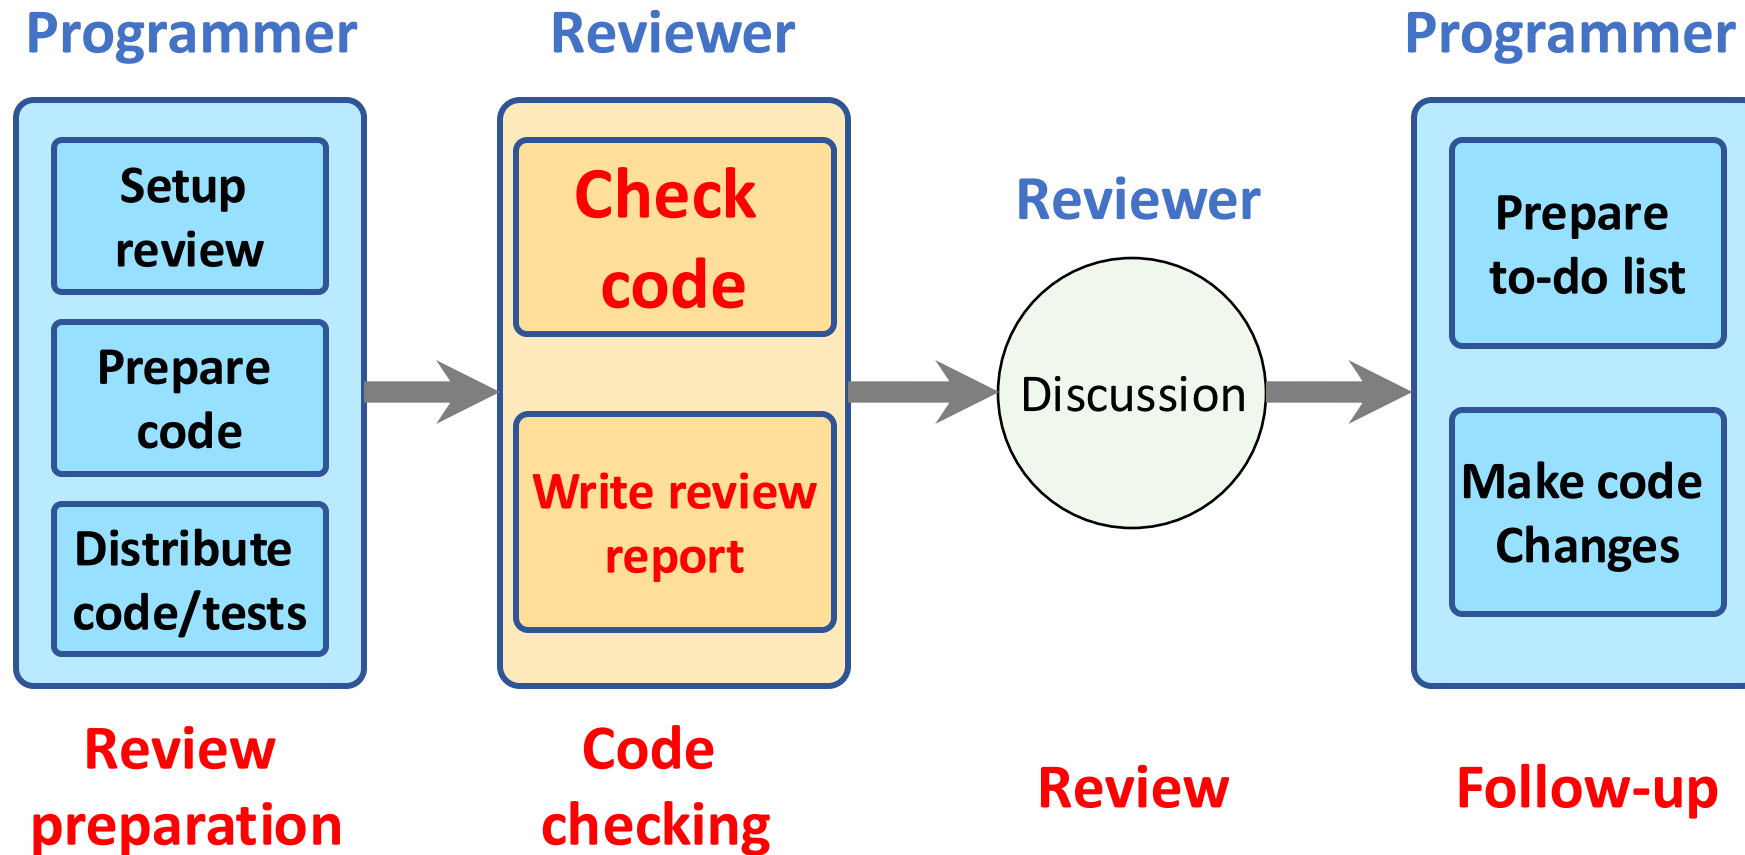 Programmer
Setup
review
Prepare
code
Distribute
code/tests
Review
preparation
Reviewer
Check
code
Write review
report
Code
checking
Reviewer
Discussion
Review
Programmer
Prepare
to-do list
Make code
Changes
Follow-up